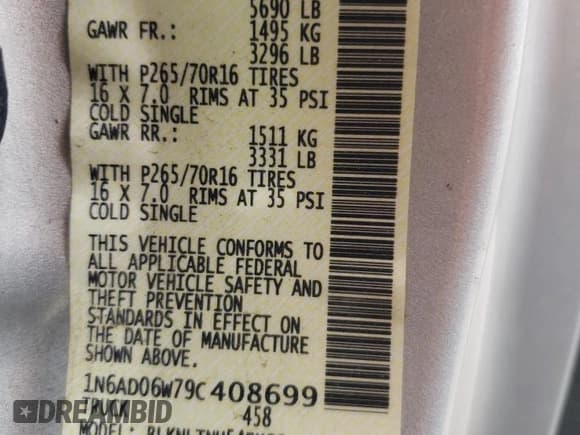 5690 LB
GAWR FR.: 1495 KG
3296 LB
WITH P265/70R16 TIRES
16 X 7.0 RIMS AT 35 PSI
COLD SINGLE
GAWR RR.: 1511 KG
3331 LB
WITH P265/70R16 TIRES
16 X 7.0 RIMS AT 35 PSI
COLD SINGLE
THIS VEHICLE CONFORMS TO
ALL APPLICABLE FEDERAL
MOTOR VEHICLE SAFETY AND
THEFT PREVENTION
STANDARDS IN EFFECT ON
THE DATE OF MANUFACTURE
SHOWN ABOVE.
1N6AD06W79C408699
TRUCK 458
MODEL:
DREAMBID